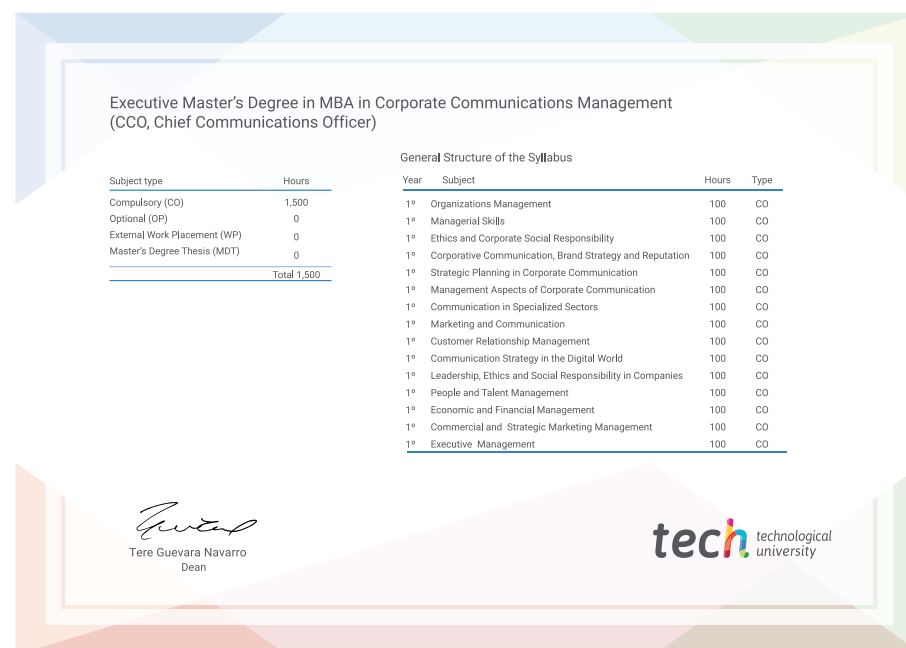 Executive Master's Degree in MBA in Corporate Communications Management
(CCO, Chief Communications Officer)
General Structure of the Syllabus
Subject type Hours
Compulsory (CO) 1,500
Optional (OP) 0
External Work Placement (WP) 0
Master's Degree Thesis (MDT) 0
Total 1,500
Year Subject Hours Type
1º Organizations Management 100 CO
1º Managerial Skills 100 CO
1º Ethics and Corporate Social Responsibility 100 CO
1º Corporative Communication, Brand Strategy and Reputation 100 CO
1º Strategic Planning in Corporate Communication 100 CO
1º Management Aspects of Corporate Communication 100 CO
1º Communication in Specialized Sectors 100 CO
1º Marketing and Communication 100 CO
1º Customer Relationship Management 100 CO
1º Communication Strategy in the Digital World 100 CO
1º Leadership, Ethics and Social Responsibility in Companies 100 CO
1º People and Talent Management 100 CO
1º Economic and Financial Management 100 CO
1º Commercial and Strategic Marketing Management 100 CO
1º Executive Management 100 CO
Tere Guevara Navarro
Dean
tech technological
university